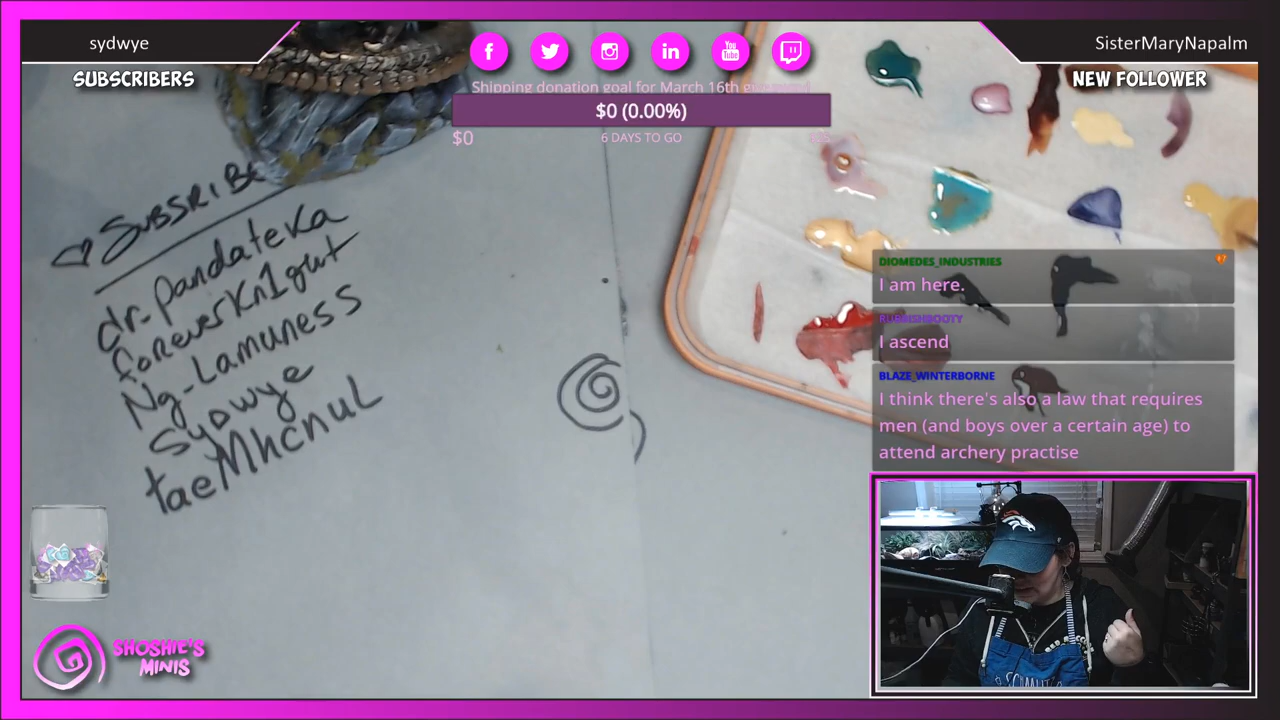 sydwye
SUBSCRIBERS
SisterMaryNapalm
NEW FOLLOWER
You
Tube
Shipping donation goal for March 16th
$0 (0.00%)
$0
6 DAYS TO GO
SUBSRIBE
dr.pandateka
foreverKn1ght
Ng-Lamuness
Sydwye
taeMhcnuL
DIOMEDES_INDUSTRIES
I am here.
I ascend
BLAZE_WINTERBORNE
I think there's also a law that requires
men (and boys over a certain age) to
attend archery practise
SHOSHIE'S
MINIS